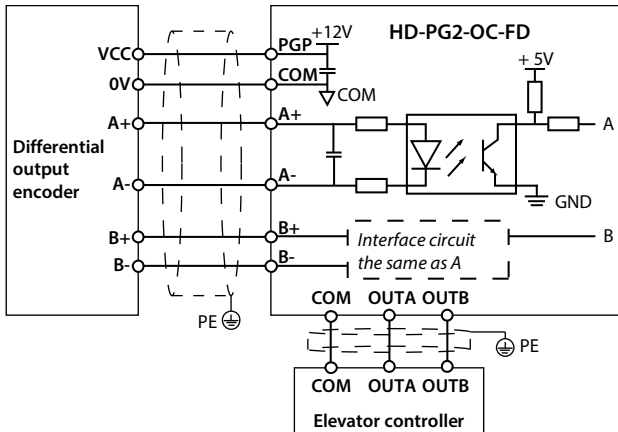 HD-PG2-OC-FD
+12V
VCC
PGP
+ 5V
0V
COM
COM
A+
A+
A
Differential
output
encoder
A-
A-
GND
B+
B+
Interface circuit
the same as A
B
B-
B-
COM OUTA OUTB
PE
PE
COM OUTA OUTB
Elevator controller